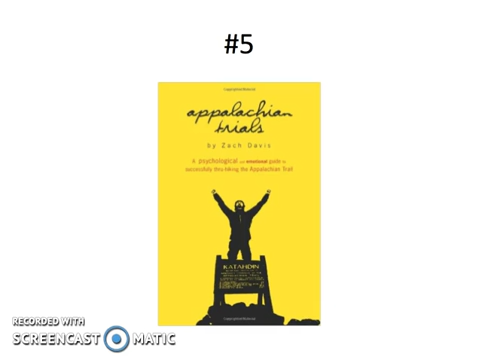 #5
appalachian
trials
by Zach Davis
A psychological and emotional guide to
successfully thru-hiking the Appalachian Trail
KATAHDIN
RECORDED WITH
SCREENCAST MATIC